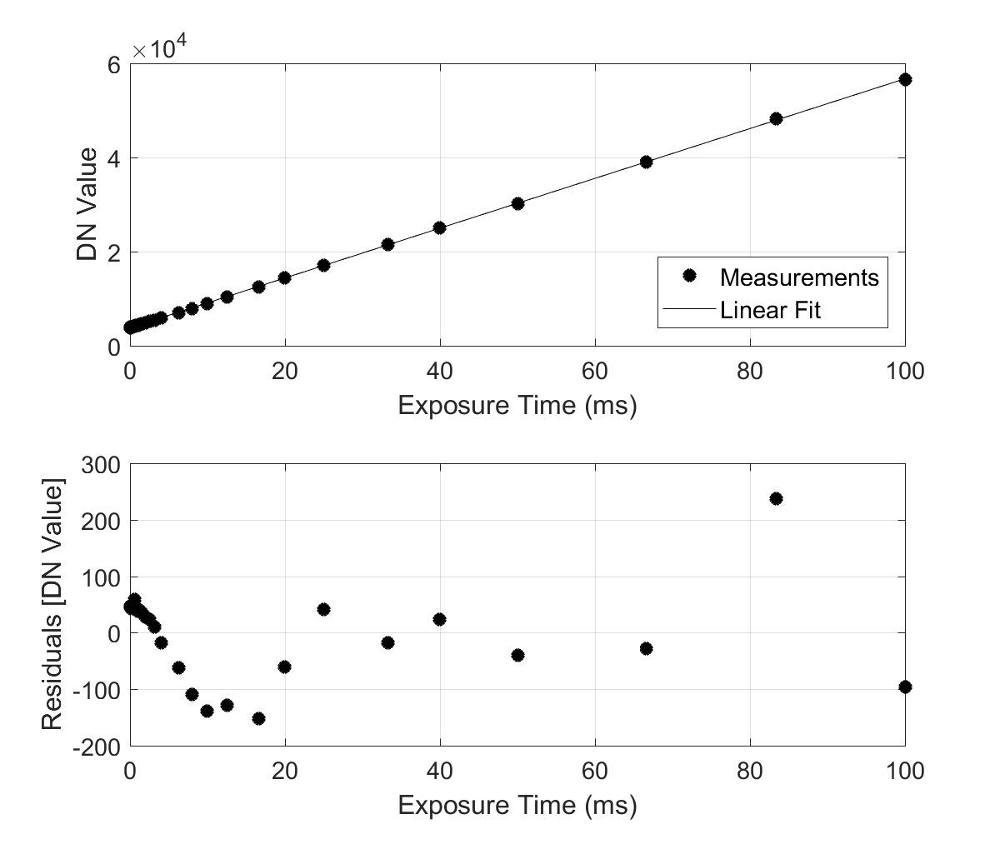 ×10^4
6
4
2
0
DN Value
Measurements
Linear Fit
0 20 40 60 80 100
Exposure Time (ms)
300
200
100
0
-100
-200
Residuals [DN Value]
0 20 40 60 80 100
Exposure Time (ms)